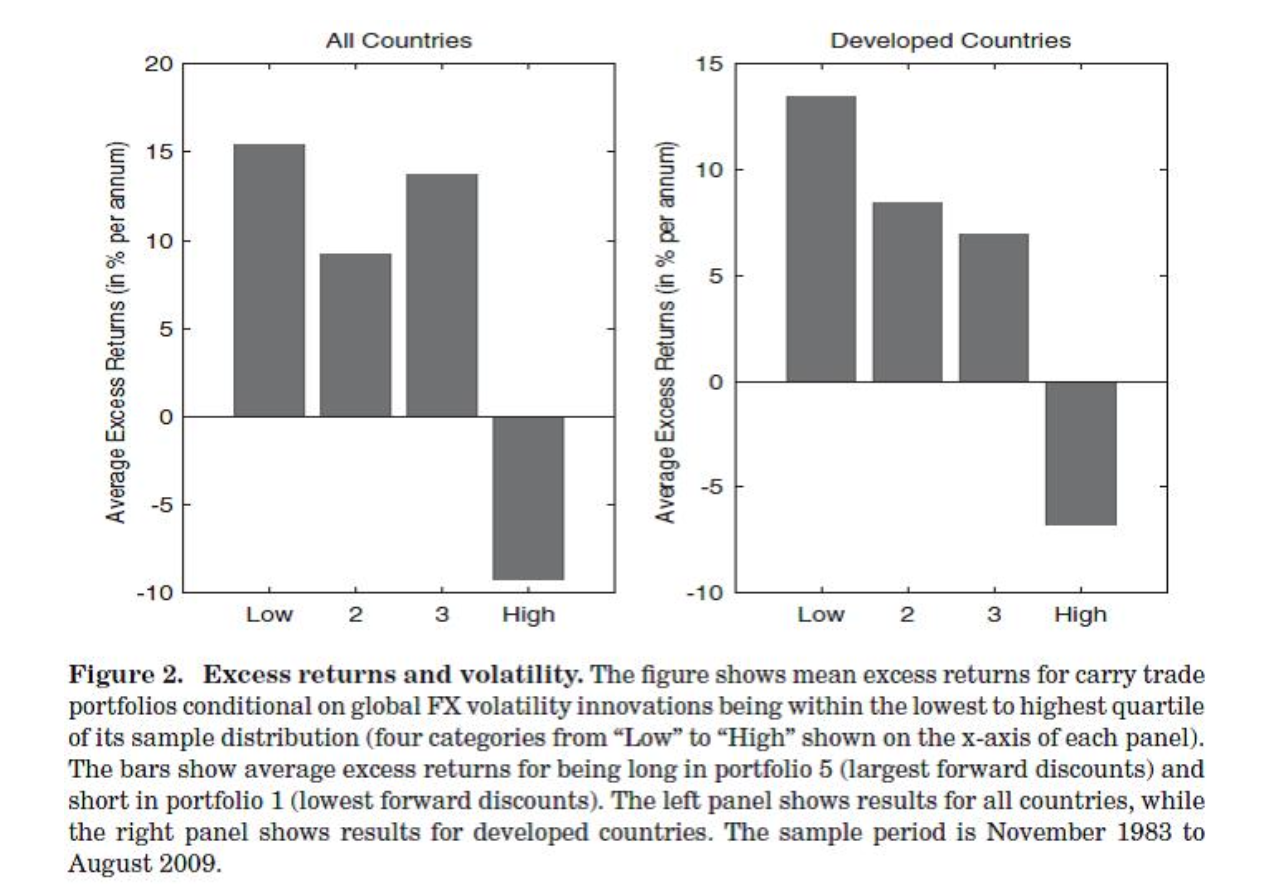 All Countries
Average Excess Returns (in % per annum)
20
15
10
5
0
-5
-10
Low 2 3 High
Developed Countries
Average Excess Returns (in % per annum)
15
10
5
0
-5
-10
Low 2 3 High
Figure 2. Excess returns and volatility. The figure shows mean excess returns for carry trade
portfolios conditional on global FX volatility innovations being within the lowest to highest quartile
of its sample distribution (four categories from “Low” to “High” shown on the x-axis of each panel).
The bars show average excess returns for being long in portfolio 5 (largest forward discounts) and
short in portfolio 1 (lowest forward discounts). The left panel shows results for all countries, while
the right panel shows results for developed countries. The sample period is November 1983 to
August 2009.